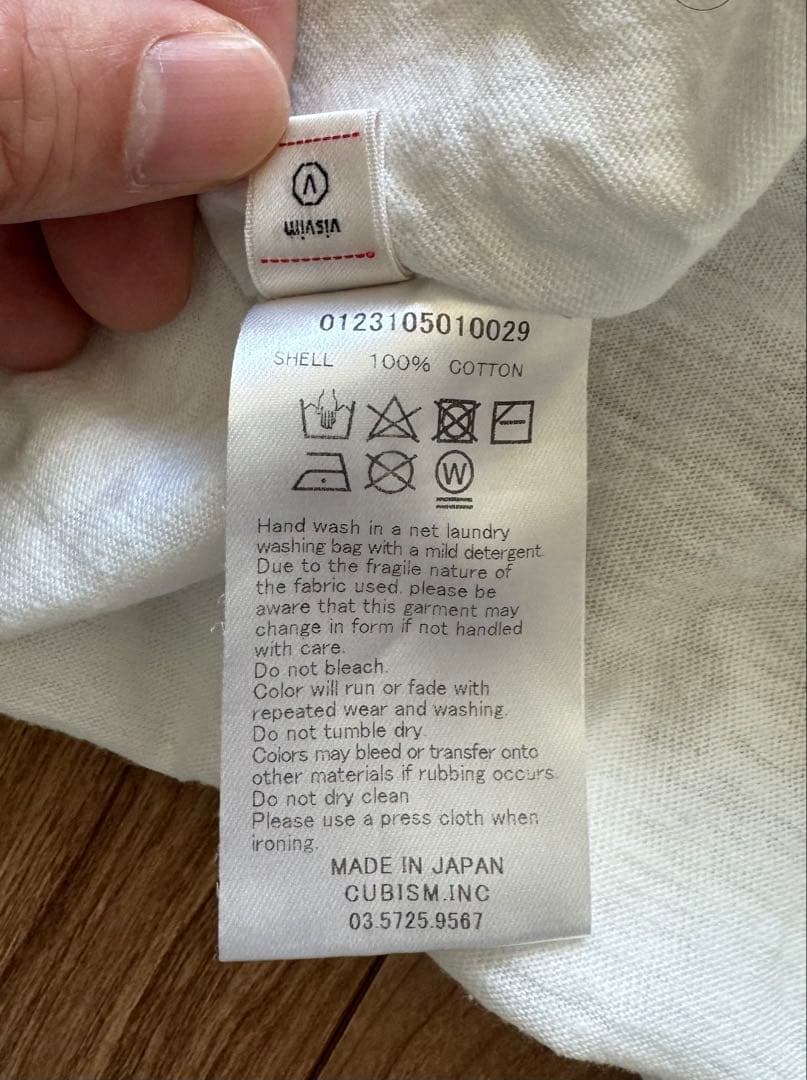 visvim
0123105010029
SHELL 100% COTTON
W
Hand wash in a net laundry
washing bag with a mild detergent.
Due to the fragile nature of
the fabric used. please be
aware that this garment may
change in form if not handled
with care.
Do not bleach.
Color will run or fade with
repeated wear and washing.
Do not tumble dry.
Colors may bleed or transfer onto
other materials if rubbing occurs.
Do not dry clean
Please use a press cloth when
ironing.
MADE IN JAPAN
CUBISM.INC
03.5725.9567